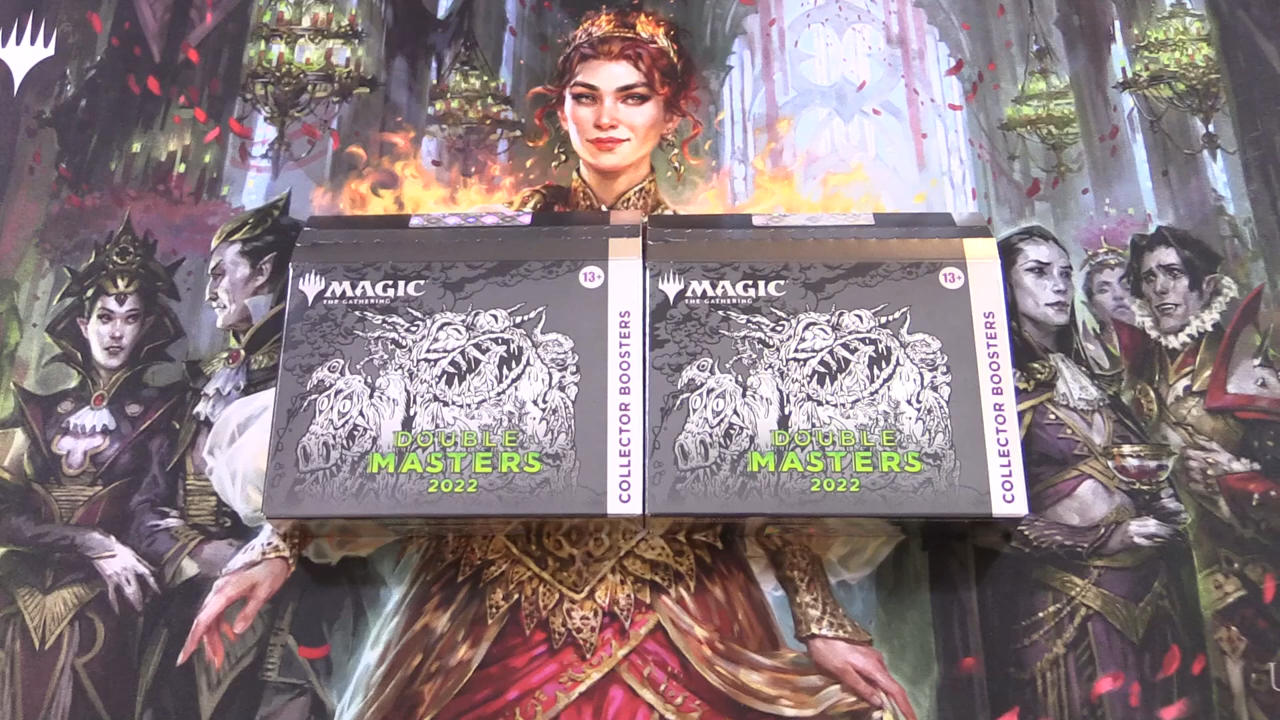 MAGIC
THE GATHERING
13+
DOUBLE
MASTERS
2022
COLLECTOR BOOSTERS
MAGIC
THE GATHERING
13+
DOUBLE
MASTERS
2022
COLLECTOR BOOSTERS